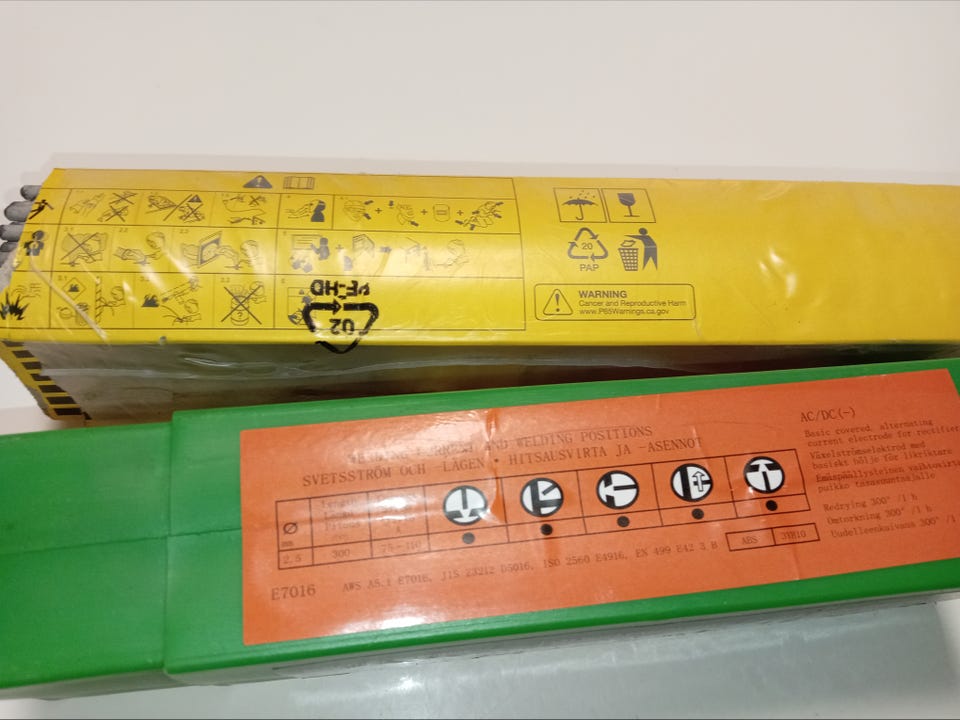 20
PAP
WARNING
Cancer and Reproductive Harm
www.P65Warnings.ca.gov
PE-HD
02
WELDING CURRENT AND WELDING POSITIONS
SVETSSTRÖM OCH -LÄGEN • HITSAUSVIRTA JA -ASENNOT
Ø
mm
2.5 300 75-110
ABS 3YH10
E7016 AWS A5.1 E7016, JIS Z3212 D5016, ISO 2560 E4916, EN 499 E42 3 B
AC/DC(-)
Basic covered, alternating
current electrode for rectifier
Växelströmselektrod med
basiskt hölje för likriktare
Emäspäällysteinen vaihtovirta
puikko tasasuuntaajalle
Redrying 300° /1 h
Omtorkning 300° /1 h
Uudelleenkuivaus 300° /1